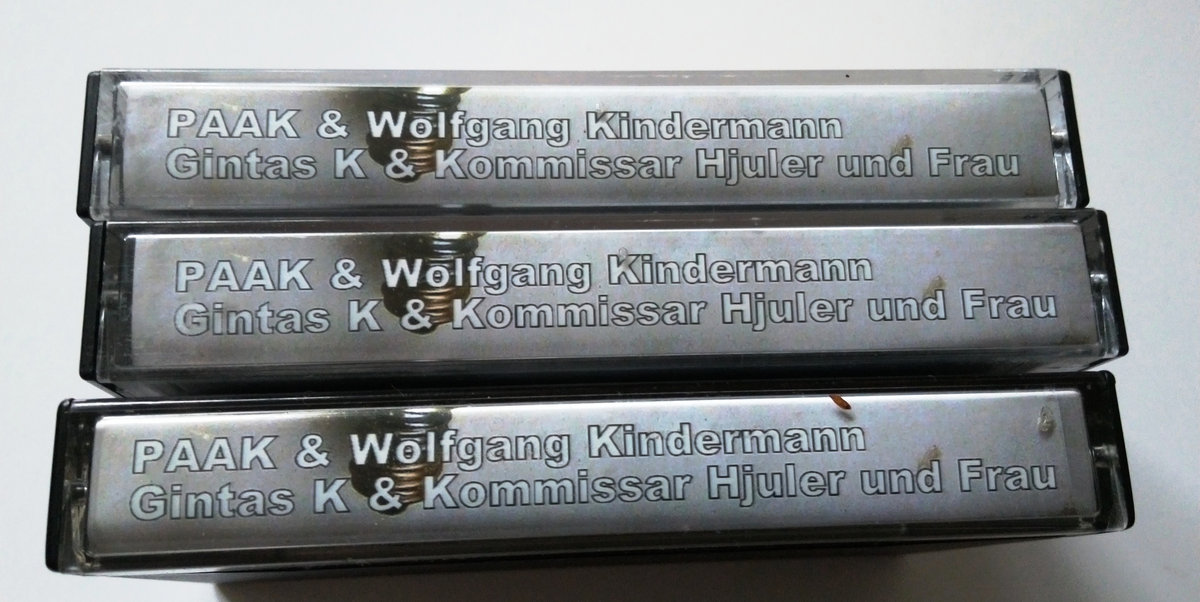 PAAK & Wolfgang Kindermann
Gintas K & Kommissar Hjuler und Frau
PAAK & Wolfgang Kindermann
Gintas K & Kommissar Hjuler und Frau
PAAK & Wolfgang Kindermann
Gintas K & Kommissar Hjuler und Frau